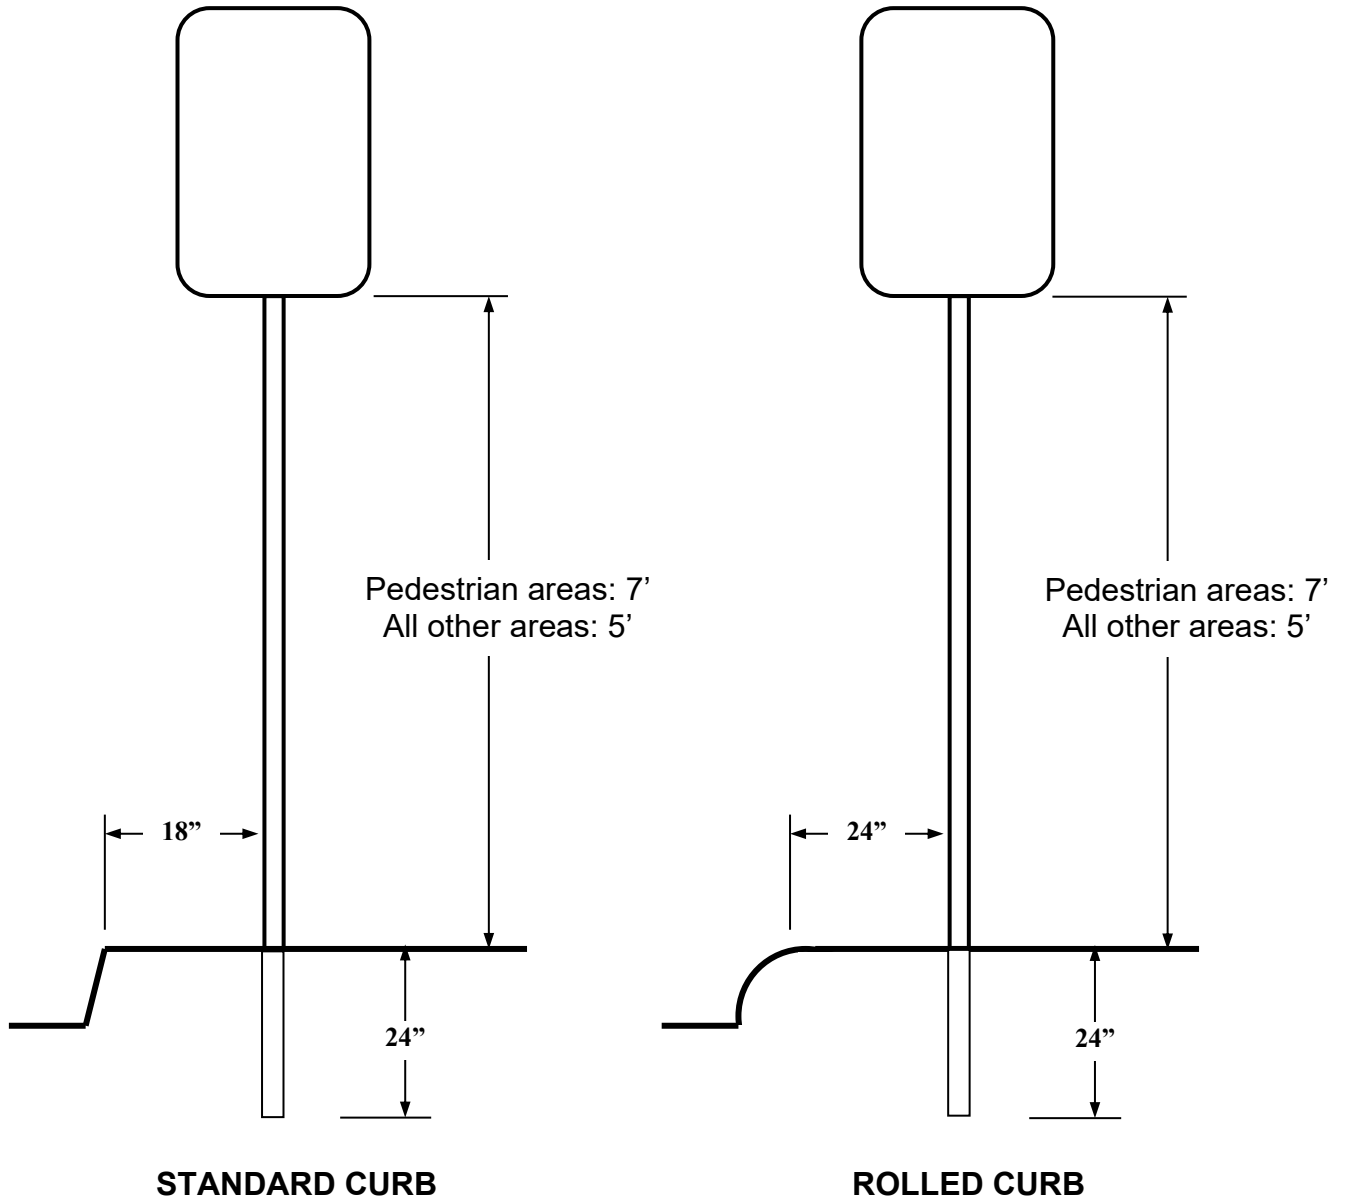 Pedestrian areas: 7’
All other areas: 5’
18”
24”
STANDARD CURB
Pedestrian areas: 7’
All other areas: 5’
24”
24”
ROLLED CURB